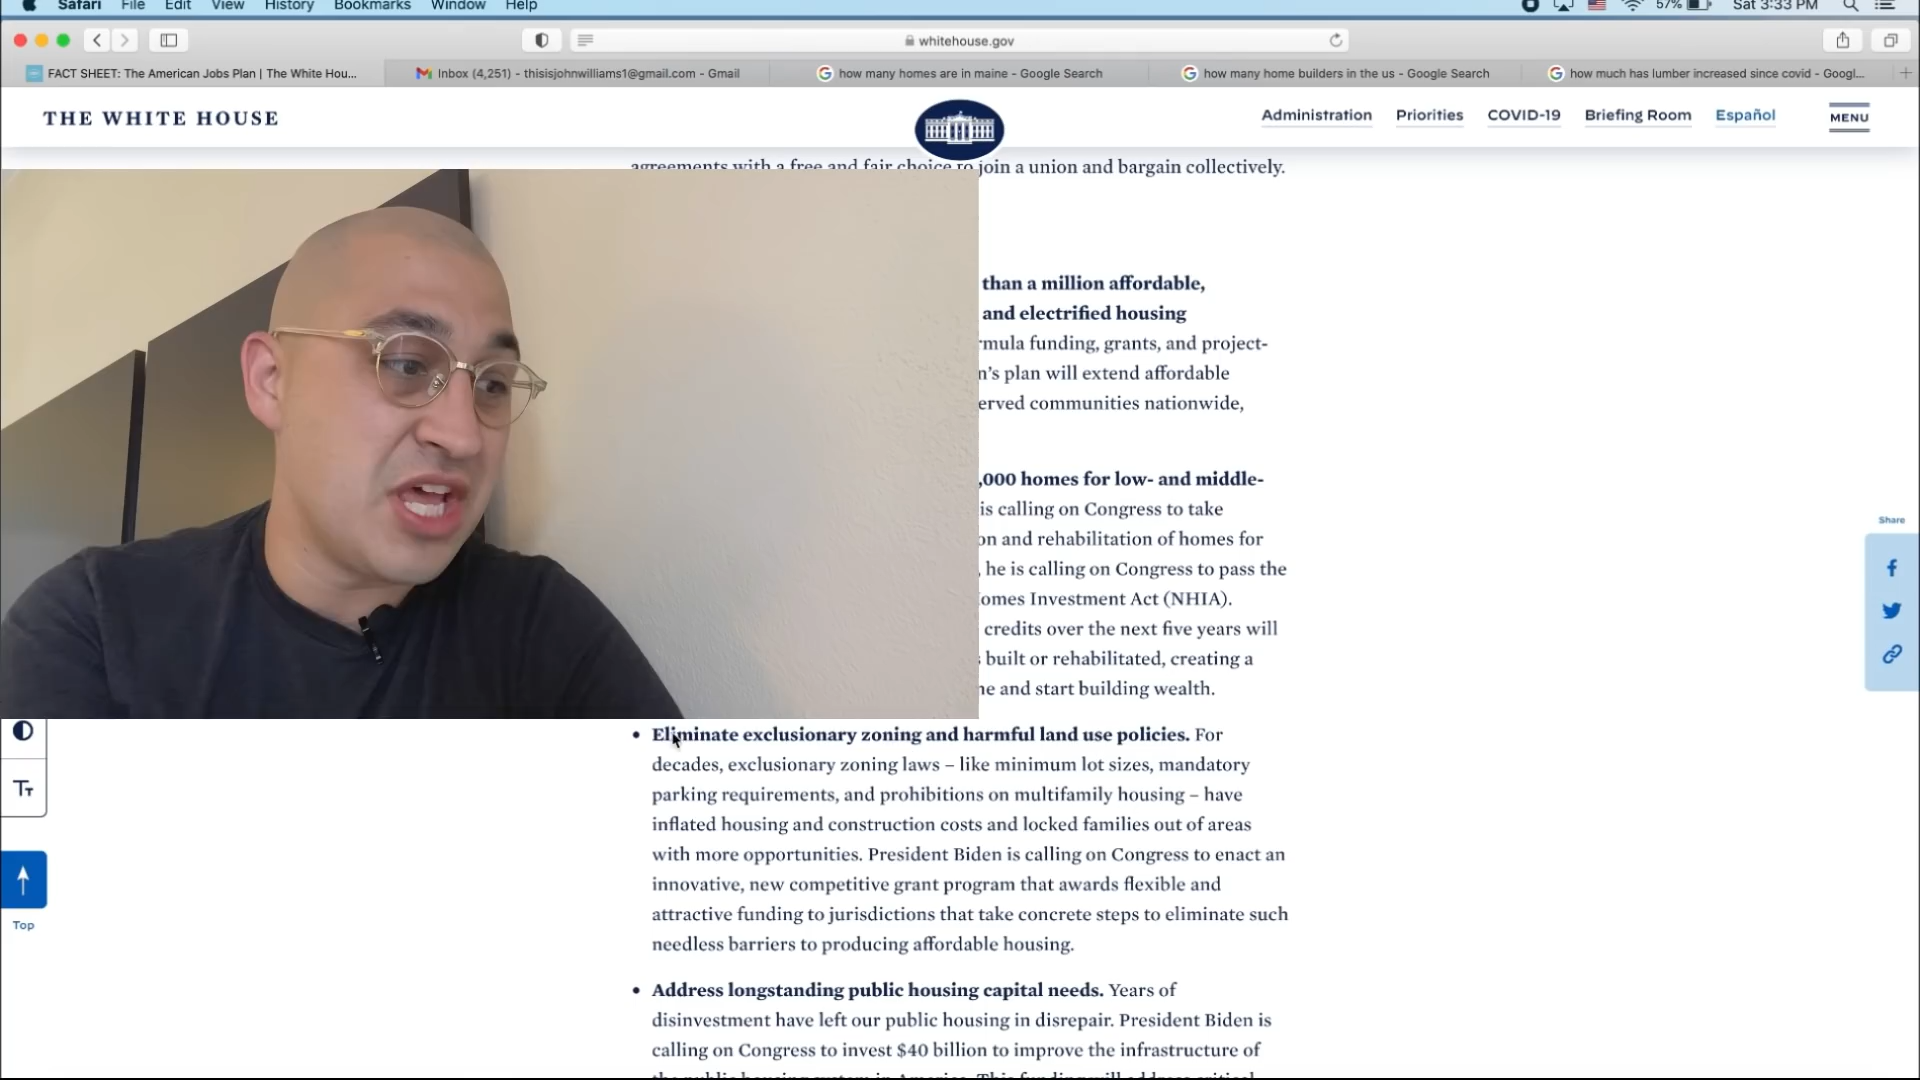 Safari File Edit View History Bookmarks Window Help 57% Sat 3:33 PM
whitehouse.gov
FACT SHEET: The American Jobs Plan | The White Hou...
Inbox (4,251) - thisisjohnwilliams1@gmail.com - Gmail
how many homes are in maine - Google Search
how many home builders in the us - Google Search
how much has lumber increased since covid - Googl...
THE WHITE HOUSE
Administration Priorities COVID-19 Briefing Room Español MENU
agreements with a free and fair choice to join a union and bargain collectively.
than a million affordable,
and electrified housing
rmula funding, grants, and project-
n's plan will extend affordable
erved communities nationwide,
,000 homes for low- and middle-
is calling on Congress to take
on and rehabilitation of homes for
, he is calling on Congress to pass the
omes Investment Act (NHIA).
credits over the next five years will
built or rehabilitated, creating a
ne and start building wealth.
• Eliminate exclusionary zoning and harmful land use policies. For
decades, exclusionary zoning laws – like minimum lot sizes, mandatory
parking requirements, and prohibitions on multifamily housing – have
inflated housing and construction costs and locked families out of areas
with more opportunities. President Biden is calling on Congress to enact an
innovative, new competitive grant program that awards flexible and
attractive funding to jurisdictions that take concrete steps to eliminate such
needless barriers to producing affordable housing.
• Address longstanding public housing capital needs. Years of
disinvestment have left our public housing in disrepair. President Biden is
calling on Congress to invest $40 billion to improve the infrastructure of
the public housing system in America. This funding will address critical
Share
TT
Top